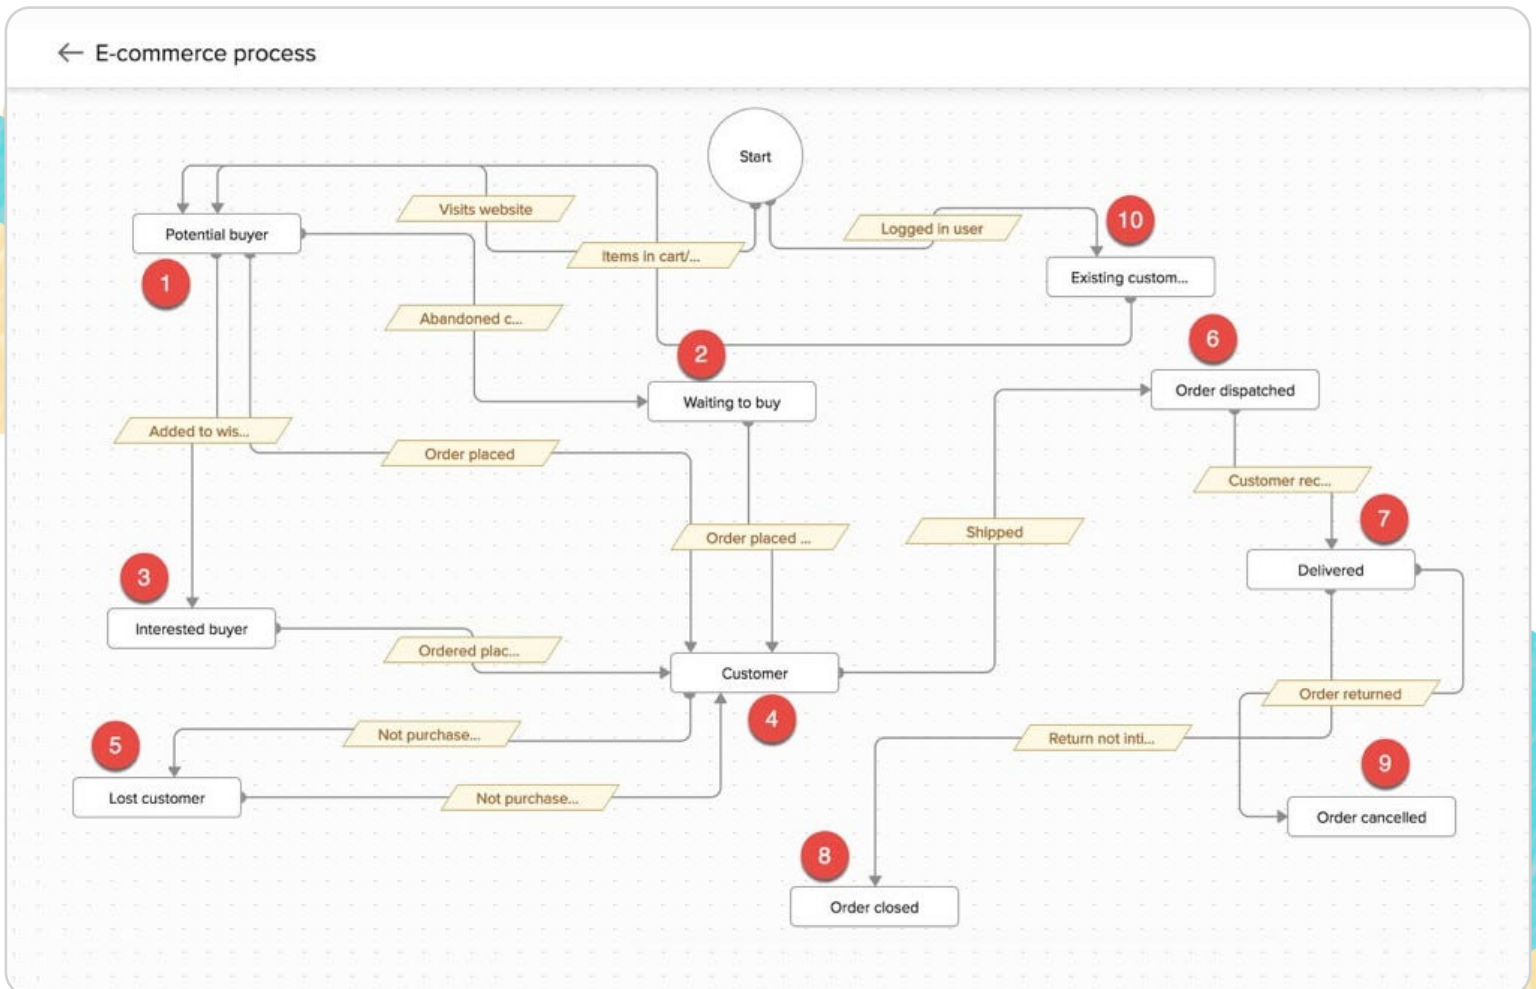 ← E-commerce process
Start
Visits website
Logged in user
10
Potential buyer
Items in cart/...
Existing custom...
1
Abandoned c...
2
6
Waiting to buy
Order dispatched
Added to wis...
Order placed
Customer rec...
Order placed ...
Shipped
7
3
Delivered
Interested buyer
Ordered plac...
Customer
Order returned
4
Not purchase...
Return not inti...
5
9
Lost customer
Not purchase...
Order cancelled
8
Order closed